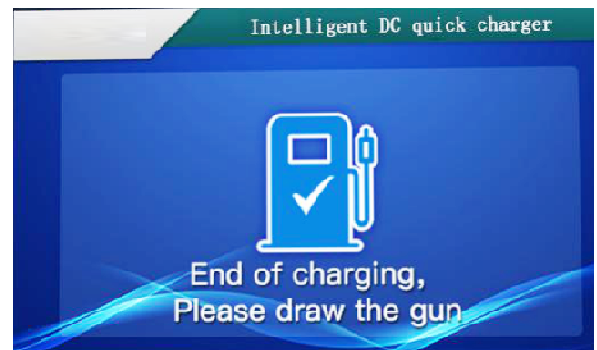 Intelligent DC quick charger
End of charging,
Please draw the gun